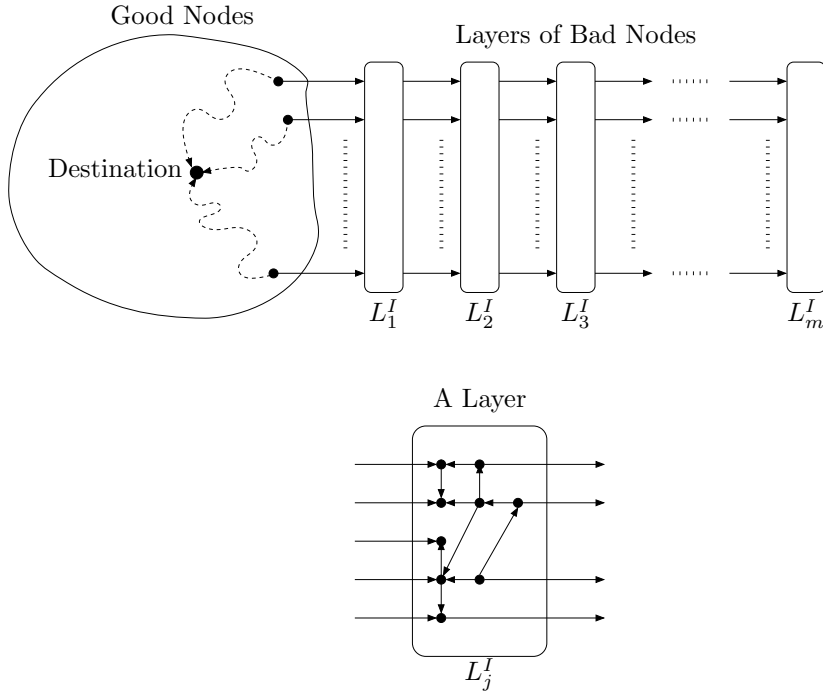 Good Nodes
Layers of Bad Nodes
Destination
L_1^I L_2^I L_3^I L_m^I
A Layer
L_j^I